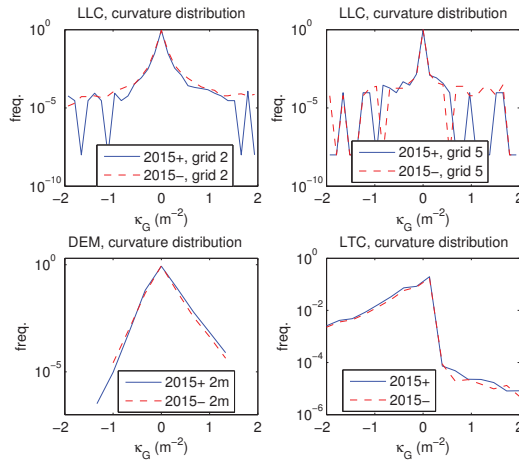 LLC, curvature distribution
10^0
10^-5
10^-10
freq.
2015+, grid 2
2015−, grid 2
−2 −1 0 1 2
κ_G (m^-2)
LLC, curvature distribution
10^0
10^-5
10^-10
freq.
2015+, grid 5
2015−, grid 5
−2 −1 0 1 2
κ_G (m^-2)
DEM, curvature distribution
10^0
10^-5
freq.
2015+ 2m
2015− 2m
−2 −1 0 1 2
κ_G (m^-2)
LTC, curvature distribution
10^0
10^-2
10^-4
10^-6
freq.
2015+
2015−
−2 −1 0 1 2
κ_G (m^-2)